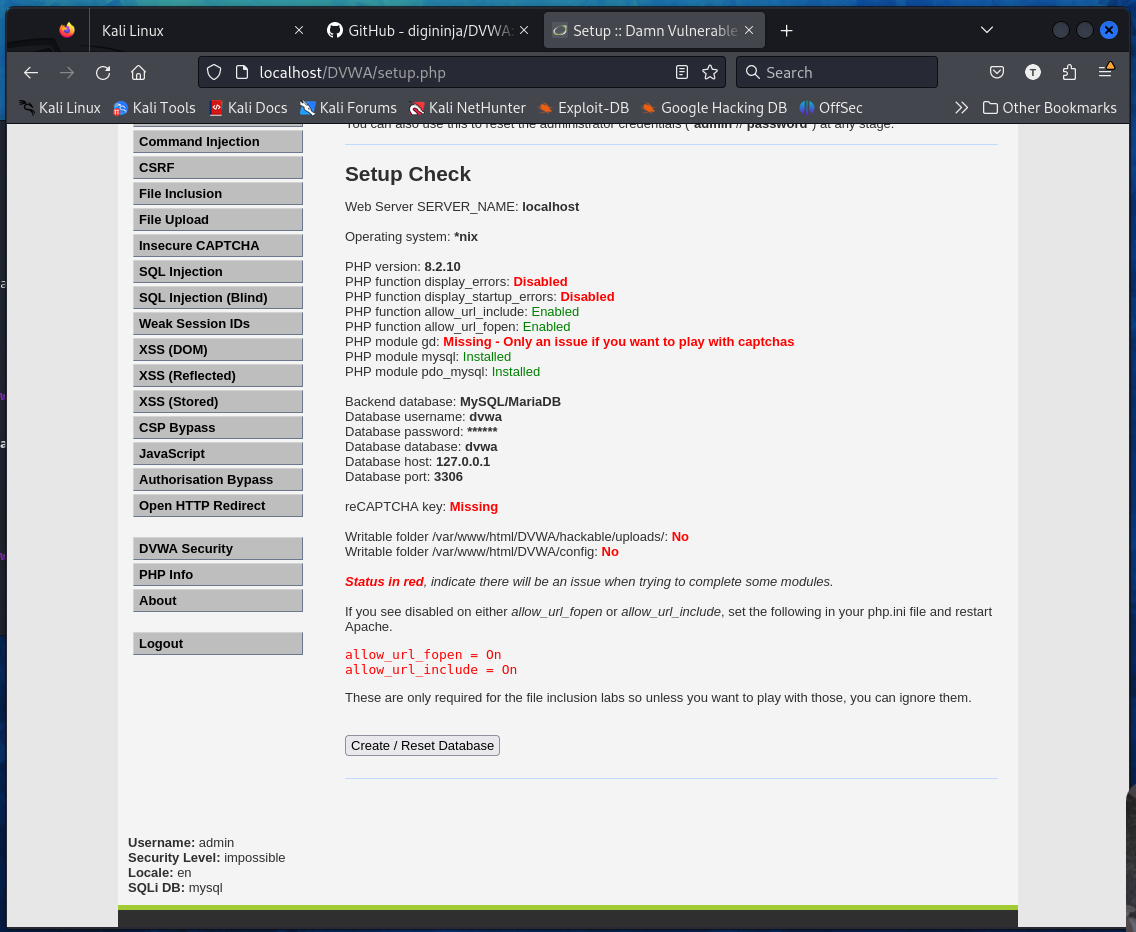 Kali Linux
GitHub - digininja/DVWA:
Setup :: Damn Vulnerable
localhost/DVWA/setup.php
Search
T
Kali Linux
Kali Tools
Kali Docs
Kali Forums
Kali NetHunter
Exploit-DB
Google Hacking DB
OffSec
Other Bookmarks
Command Injection
CSRF
File Inclusion
File Upload
Insecure CAPTCHA
SQL Injection
SQL Injection (Blind)
Weak Session IDs
XSS (DOM)
XSS (Reflected)
XSS (Stored)
CSP Bypass
JavaScript
Authorisation Bypass
Open HTTP Redirect
DVWA Security
PHP Info
About
Logout
You can also use this to reset the administrator credentials ("admin // password") at any stage.
Setup Check
Web Server SERVER_NAME: localhost
Operating system: *nix
PHP version: 8.2.10
PHP function display_errors: Disabled
PHP function display_startup_errors: Disabled
PHP function allow_url_include: Enabled
PHP function allow_url_fopen: Enabled
PHP module gd: Missing - Only an issue if you want to play with captchas
PHP module mysql: Installed
PHP module pdo_mysql: Installed
Backend database: MySQL/MariaDB
Database username: dvwa
Database password: ******
Database database: dvwa
Database host: 127.0.0.1
Database port: 3306
reCAPTCHA key: Missing
Writable folder /var/www/html/DVWA/hackable/uploads/: No
Writable folder /var/www/html/DVWA/config: No
Status in red, indicate there will be an issue when trying to complete some modules.
If you see disabled on either allow_url_fopen or allow_url_include, set the following in your php.ini file and restart
Apache.
allow_url_fopen = On
allow_url_include = On
These are only required for the file inclusion labs so unless you want to play with those, you can ignore them.
Create / Reset Database
Username: admin
Security Level: impossible
Locale: en
SQLi DB: mysql